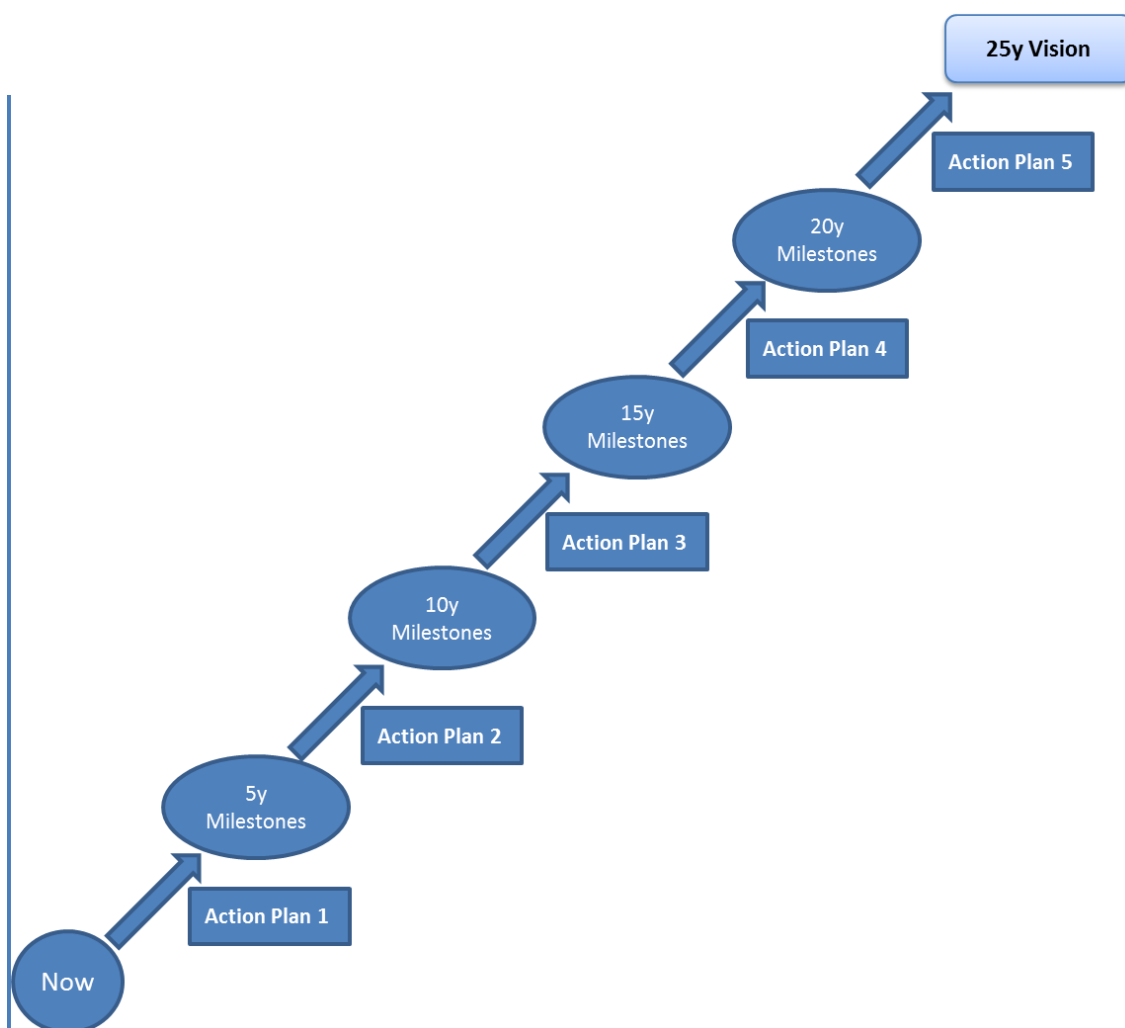 25y Vision
Action Plan 5
20y
Milestones
Action Plan 4
15y
Milestones
Action Plan 3
10y
Milestones
Action Plan 2
5y
Milestones
Action Plan 1
Now